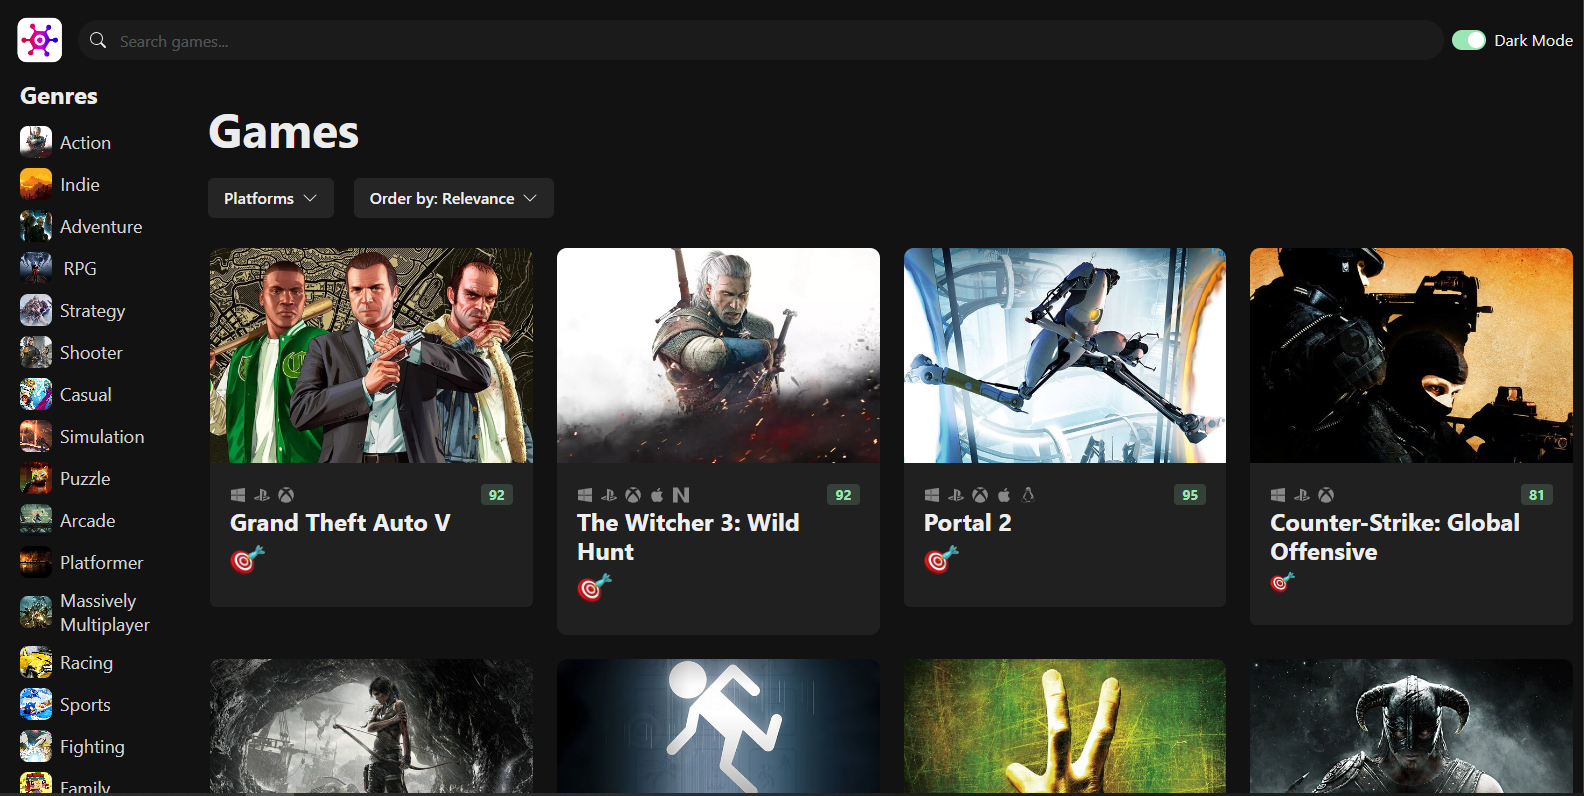 Search games...
Dark Mode
Genres
Action
Indie
Adventure
RPG
Strategy
Shooter
Casual
Simulation
Puzzle
Arcade
Platformer
Massively
Multiplayer
Racing
Sports
Fighting
Family
Games
Platforms
Order by: Relevance
92
Grand Theft Auto V
92
The Witcher 3: Wild
Hunt
95
Portal 2
81
Counter-Strike: Global
Offensive